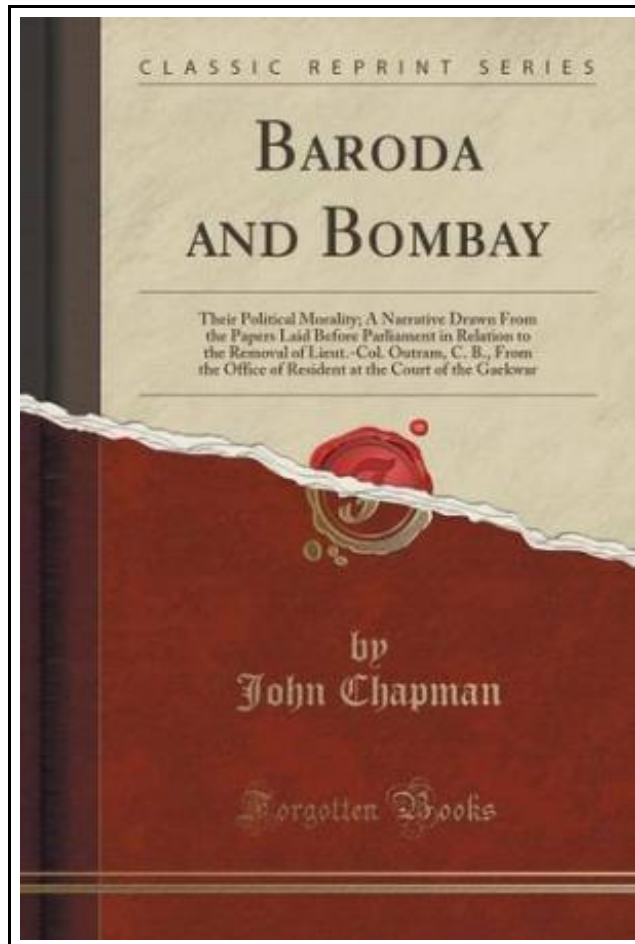 CLASSIC REPRINT SERIES
BARODA
AND BOMBAY
Their Political Morality; A Narrative Drawn From
the Papers Laid Before Parliament in Relation to
the Removal of Lieut.-Col. Outram, C. B., From
the Office of Resident at the Court of the Gaekwar
by
John Chapman
Forgotten Books